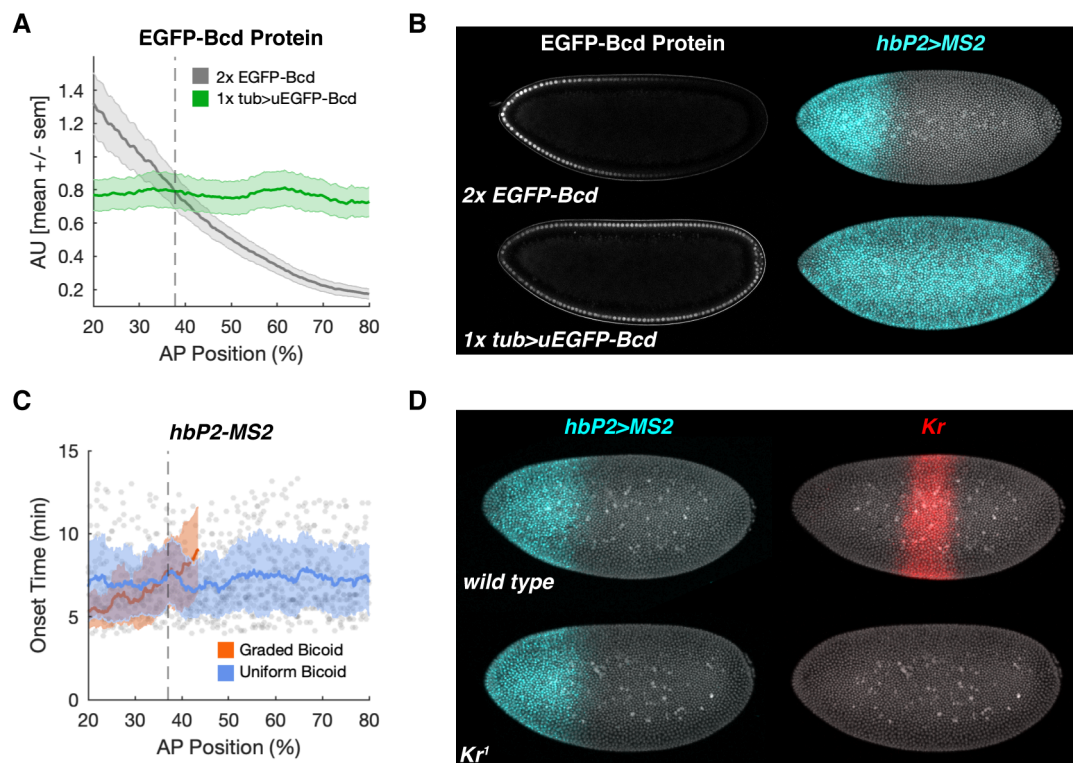 A
EGFP-Bcd Protein
2x EGFP-Bcd
1x tub>uEGFP-Bcd
1.4
1.2
1
0.8
0.6
0.4
0.2
AU [mean +/- sem]
20 30 40 50 60 70 80
AP Position (%)
B
EGFP-Bcd Protein hbP2>MS2
2x EGFP-Bcd
1x tub>uEGFP-Bcd
C
hbP2-MS2
15
10
5
0
Onset Time (min)
Graded Bicoid
Uniform Bicoid
20 30 40 50 60 70 80
AP Position (%)
D
hbP2>MS2 Kr
wild type
Kr1